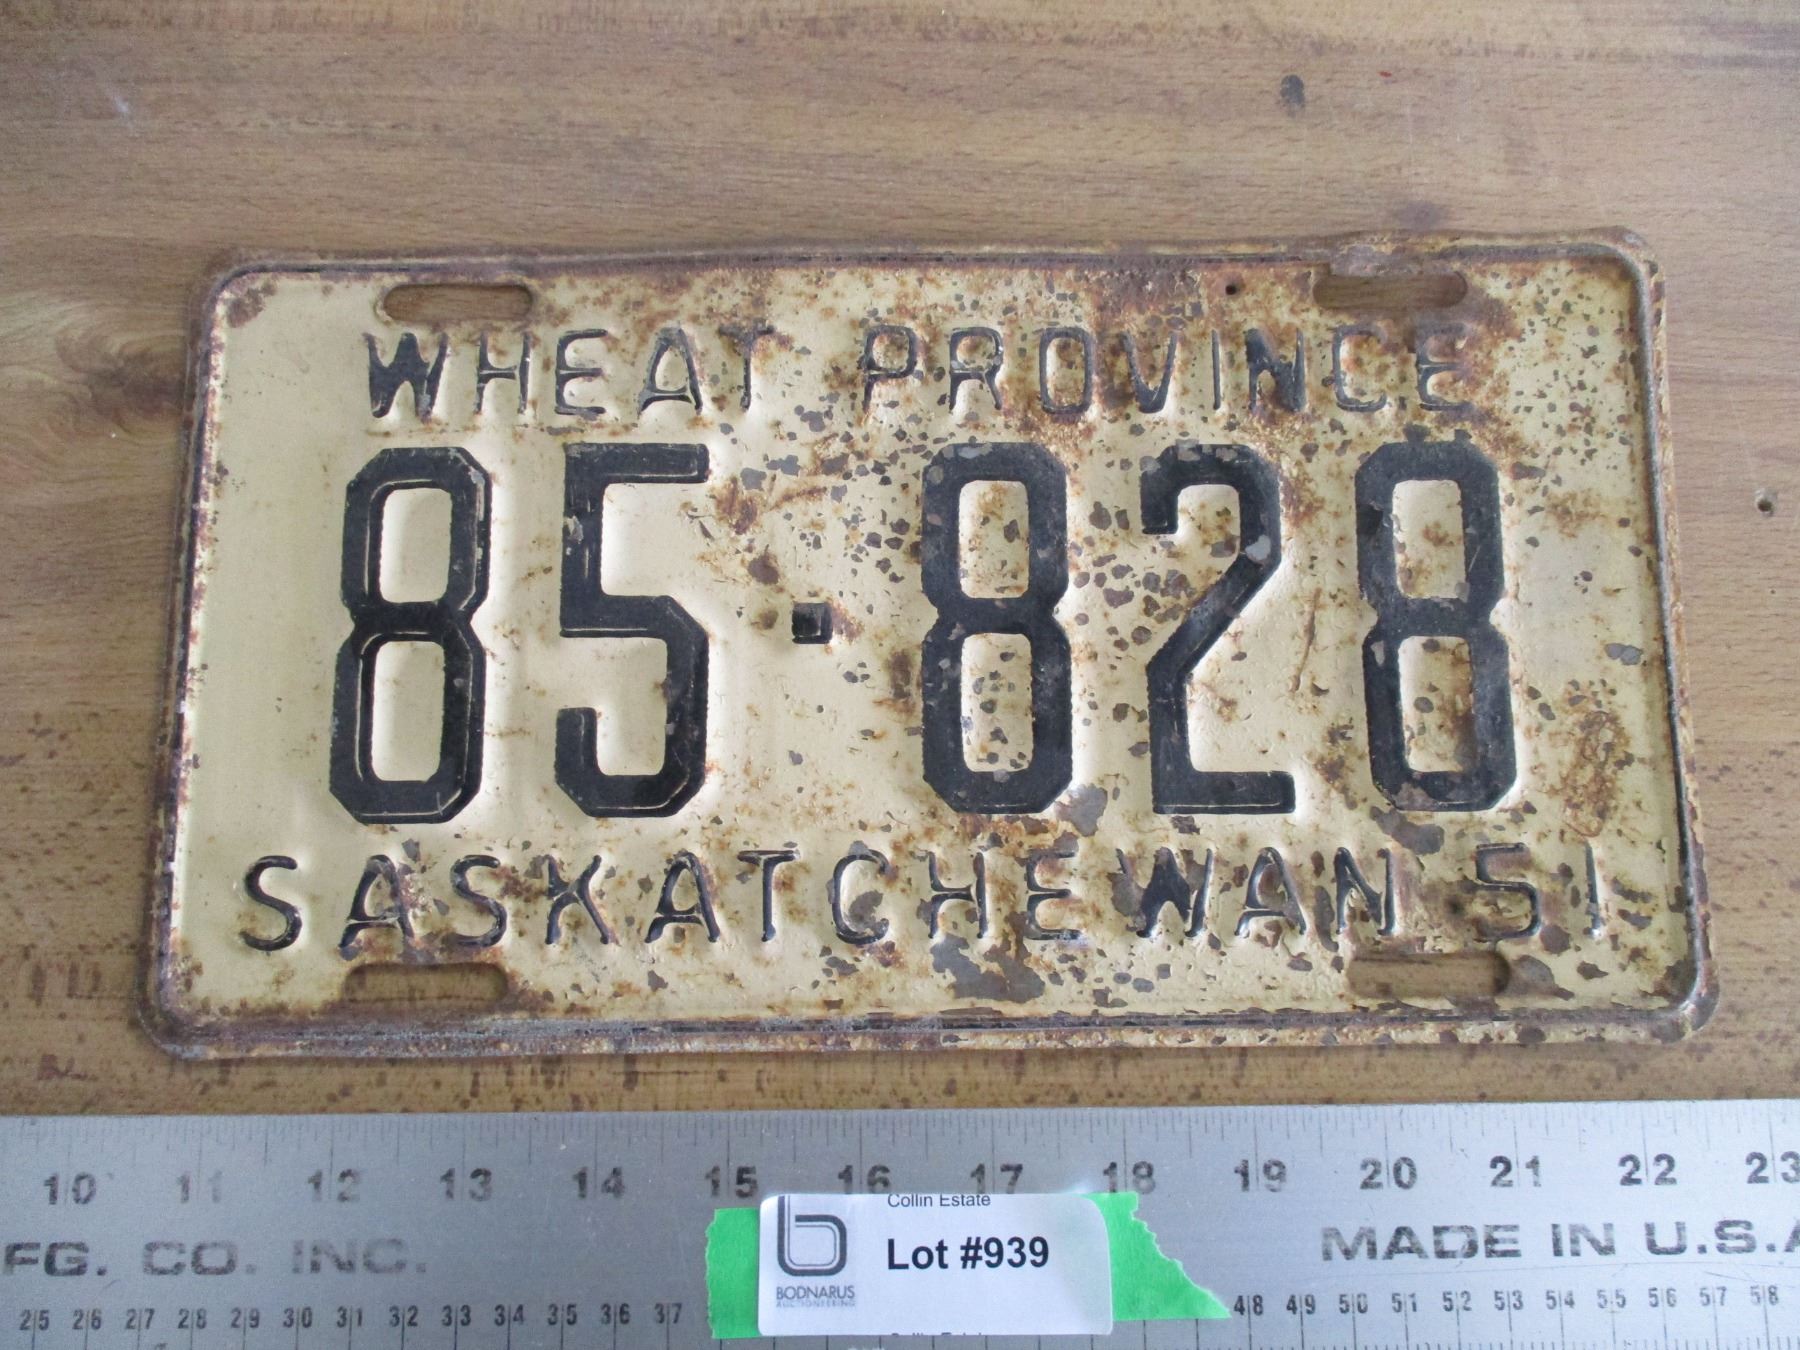 WHEAT PROVINCE
85-828
SASKATCHEWAN 51
10 11 12 13 14 15 16 17 18 19 20 21 22 23
Collin Estate
Lot #939
BODNARUS
AUCTIONEERING
FG. CO. INC.
MADE IN U.S.A
25 26 27 28 29 30 31 32 33 34 35 36 37
48 49 50 51 52 53 54 55 56 57 58